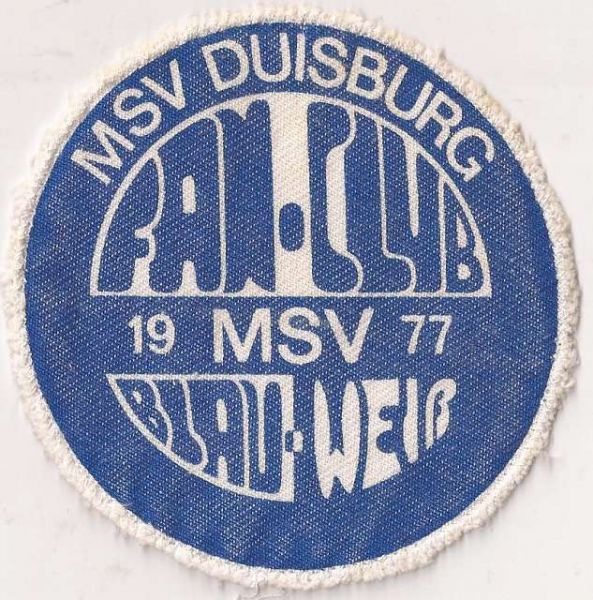 MSV DUISBURG
FAN-CLUB
19 MSV 77
BLAU-WEIß